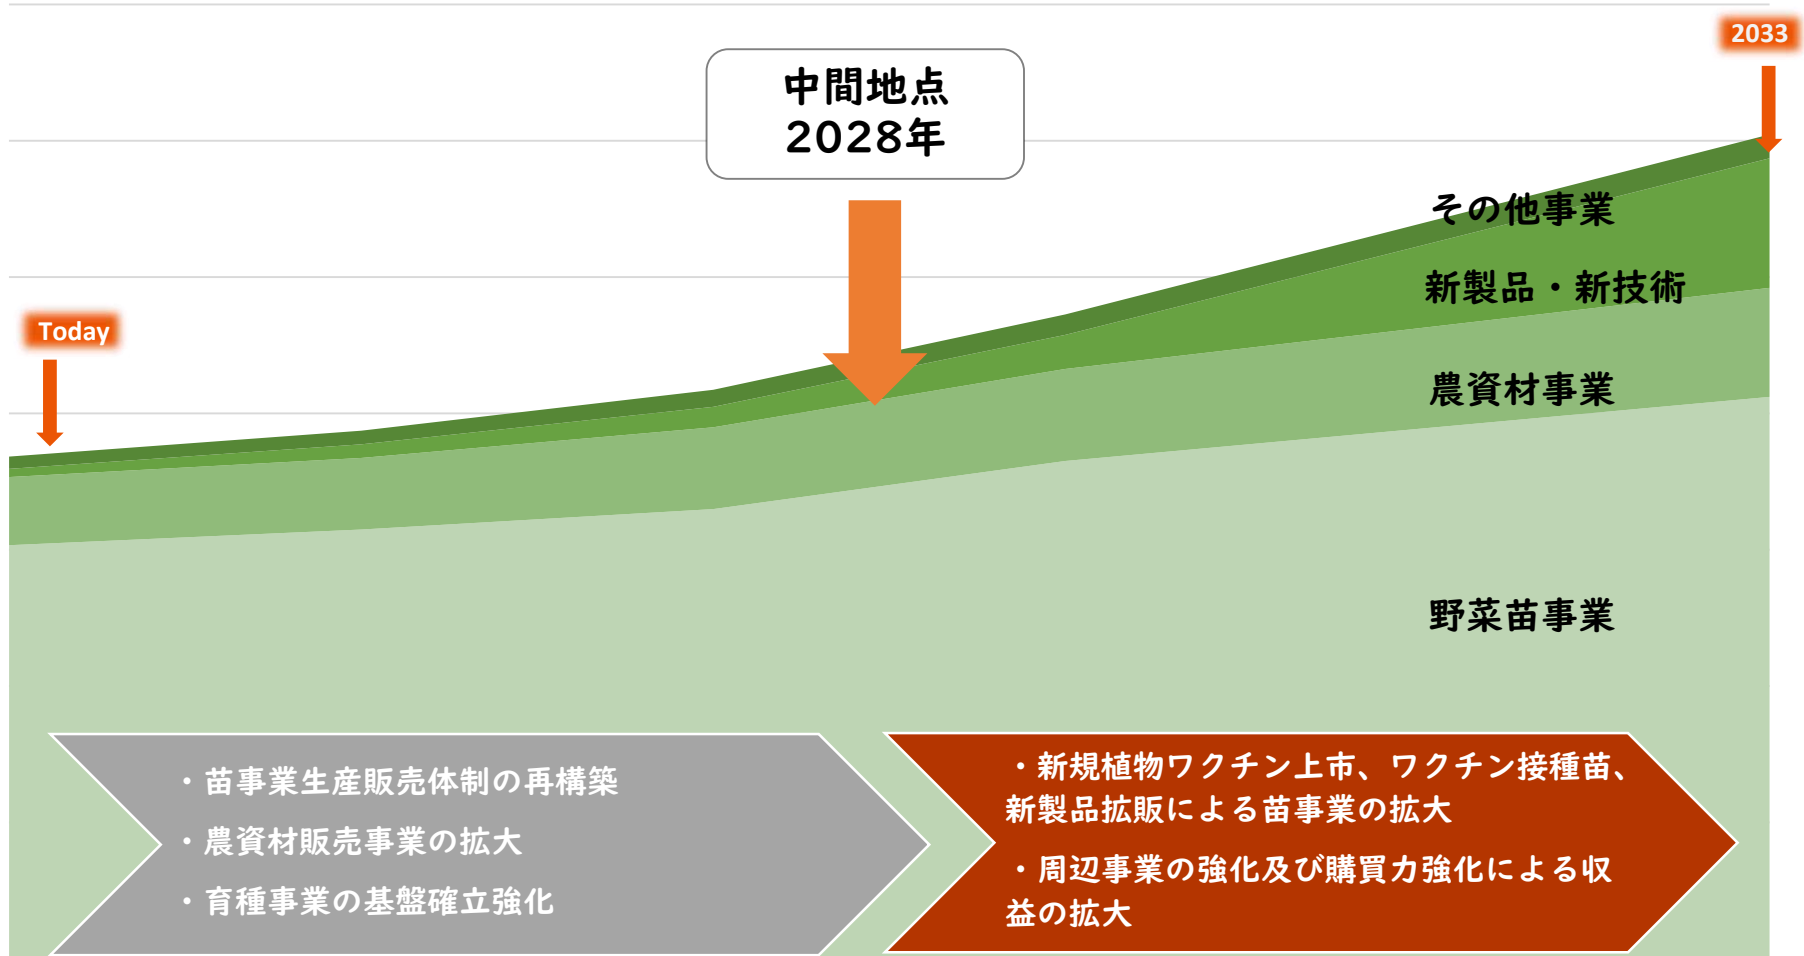 2033
中間地点
2028年
その他事業
新製品・新技術
Today
農資材事業
野菜苗事業
・苗事業生産販売体制の再構築
・農資材販売事業の拡大
・育種事業の基盤確立強化
・新規植物ワクチン上市、ワクチン接種苗、
新製品拡販による苗事業の拡大
・周辺事業の強化及び購買力強化による収
益の拡大